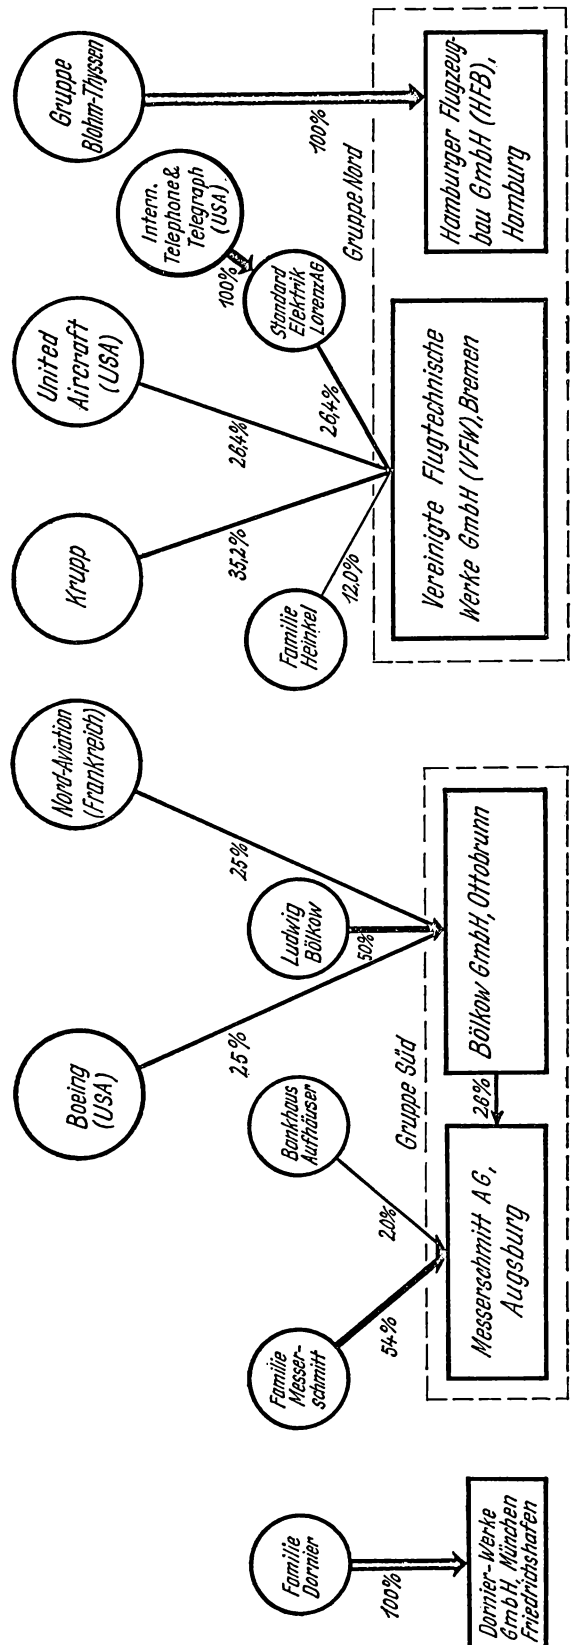 Familie
Dornier
100%
Dornier-Werke
GmbH, München
Friedrichshafen
Familie
Messer-
schmitt
54%
Bankhaus
Aufhäuser
20%
Gruppe Süd
Messerschmitt AG,
Augsburg
26%
Boeing
(USA)
25%
Ludwig
Bölkow
50%
Nord-Aviation
(Frankreich)
25%
Bölkow GmbH, Ottobrunn
Familie
Heinkel
12,0%
Krupp
35,2%
United
Aircraft
(USA)
26,4%
Intern.
Telephone &
Telegraph
(USA)
100%
Standard
Elektrik
Lorenz AG
26,4%
Gruppe Nord
Vereinigte Flugtechnische
Werke GmbH (VFW), Bremen
Gruppe
Blohm-Thyssen
100%
Hamburger Flugzeug-
bau GmbH (HFB),
Hamburg